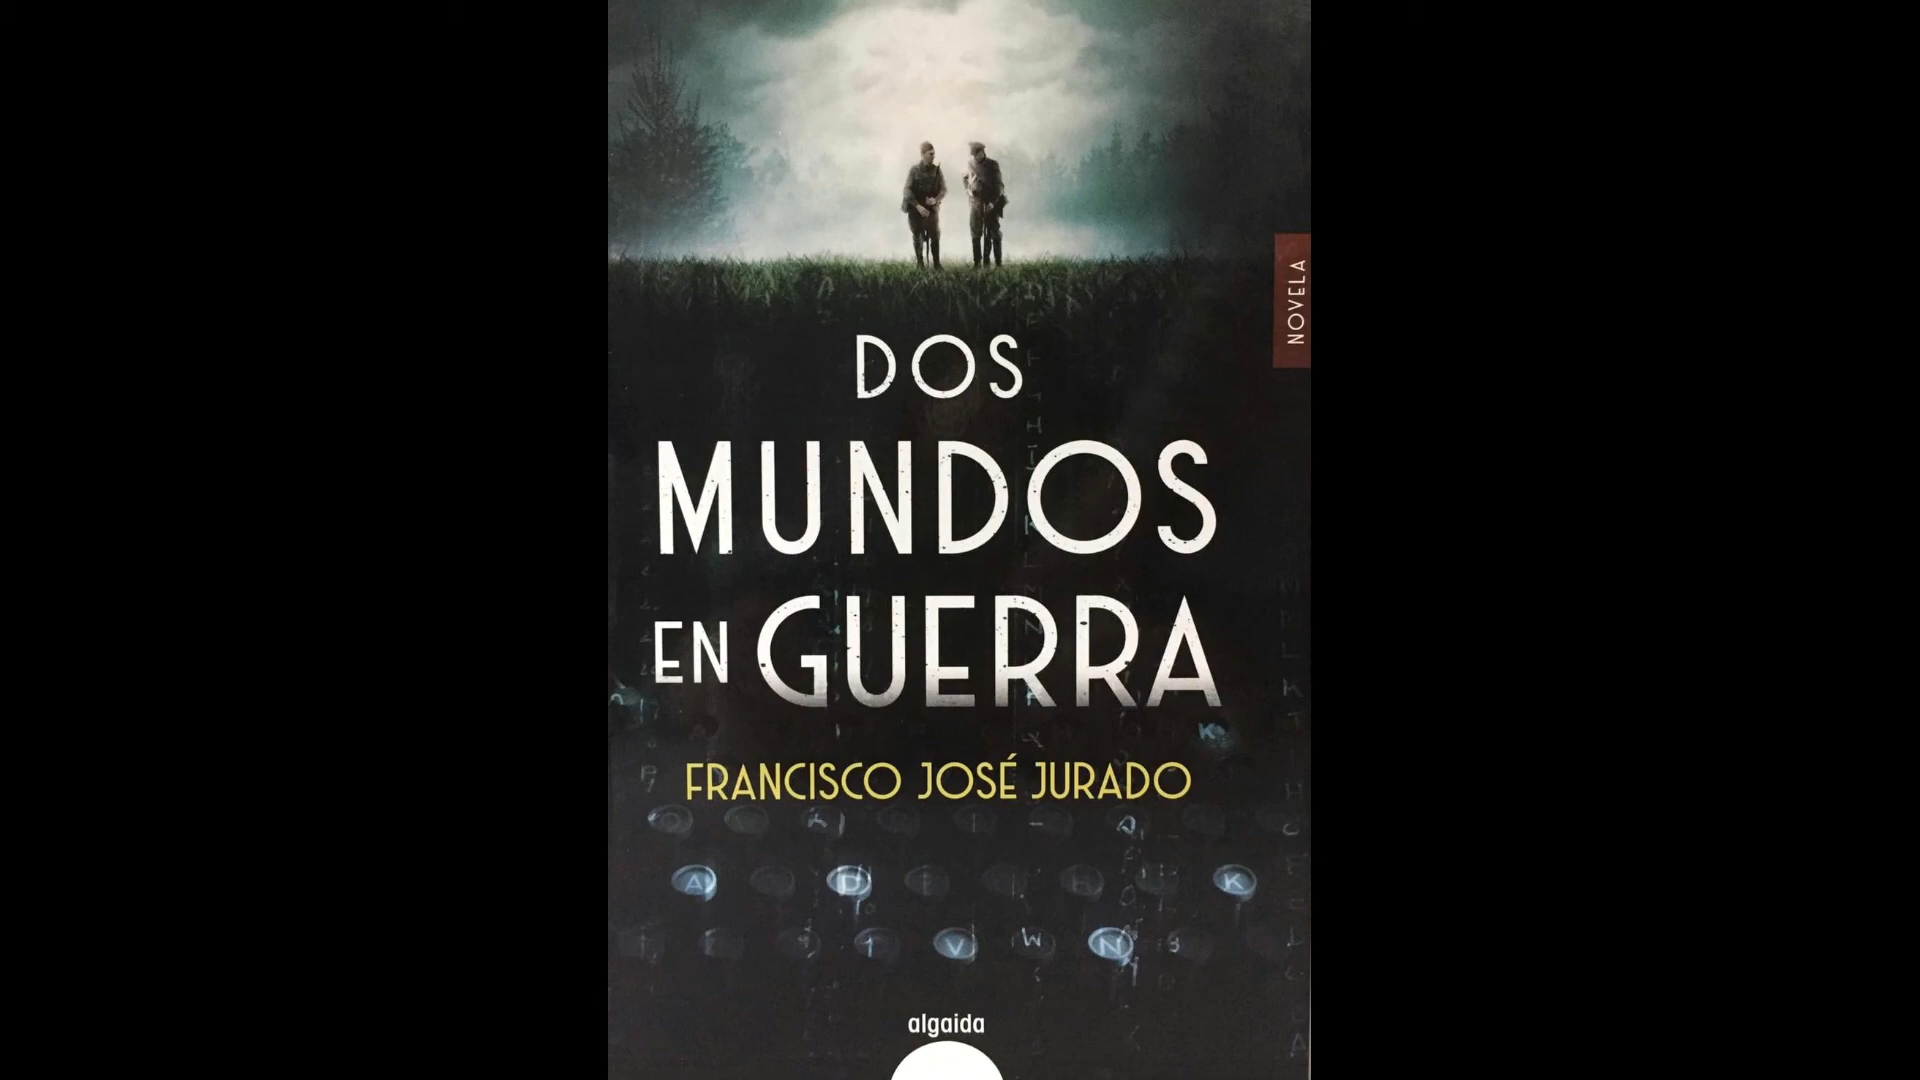 NOVELA
DOS
MUNDOS
EN GUERRA
FRANCISCO JOSÉ JURADO
A D K
V W N
algaida